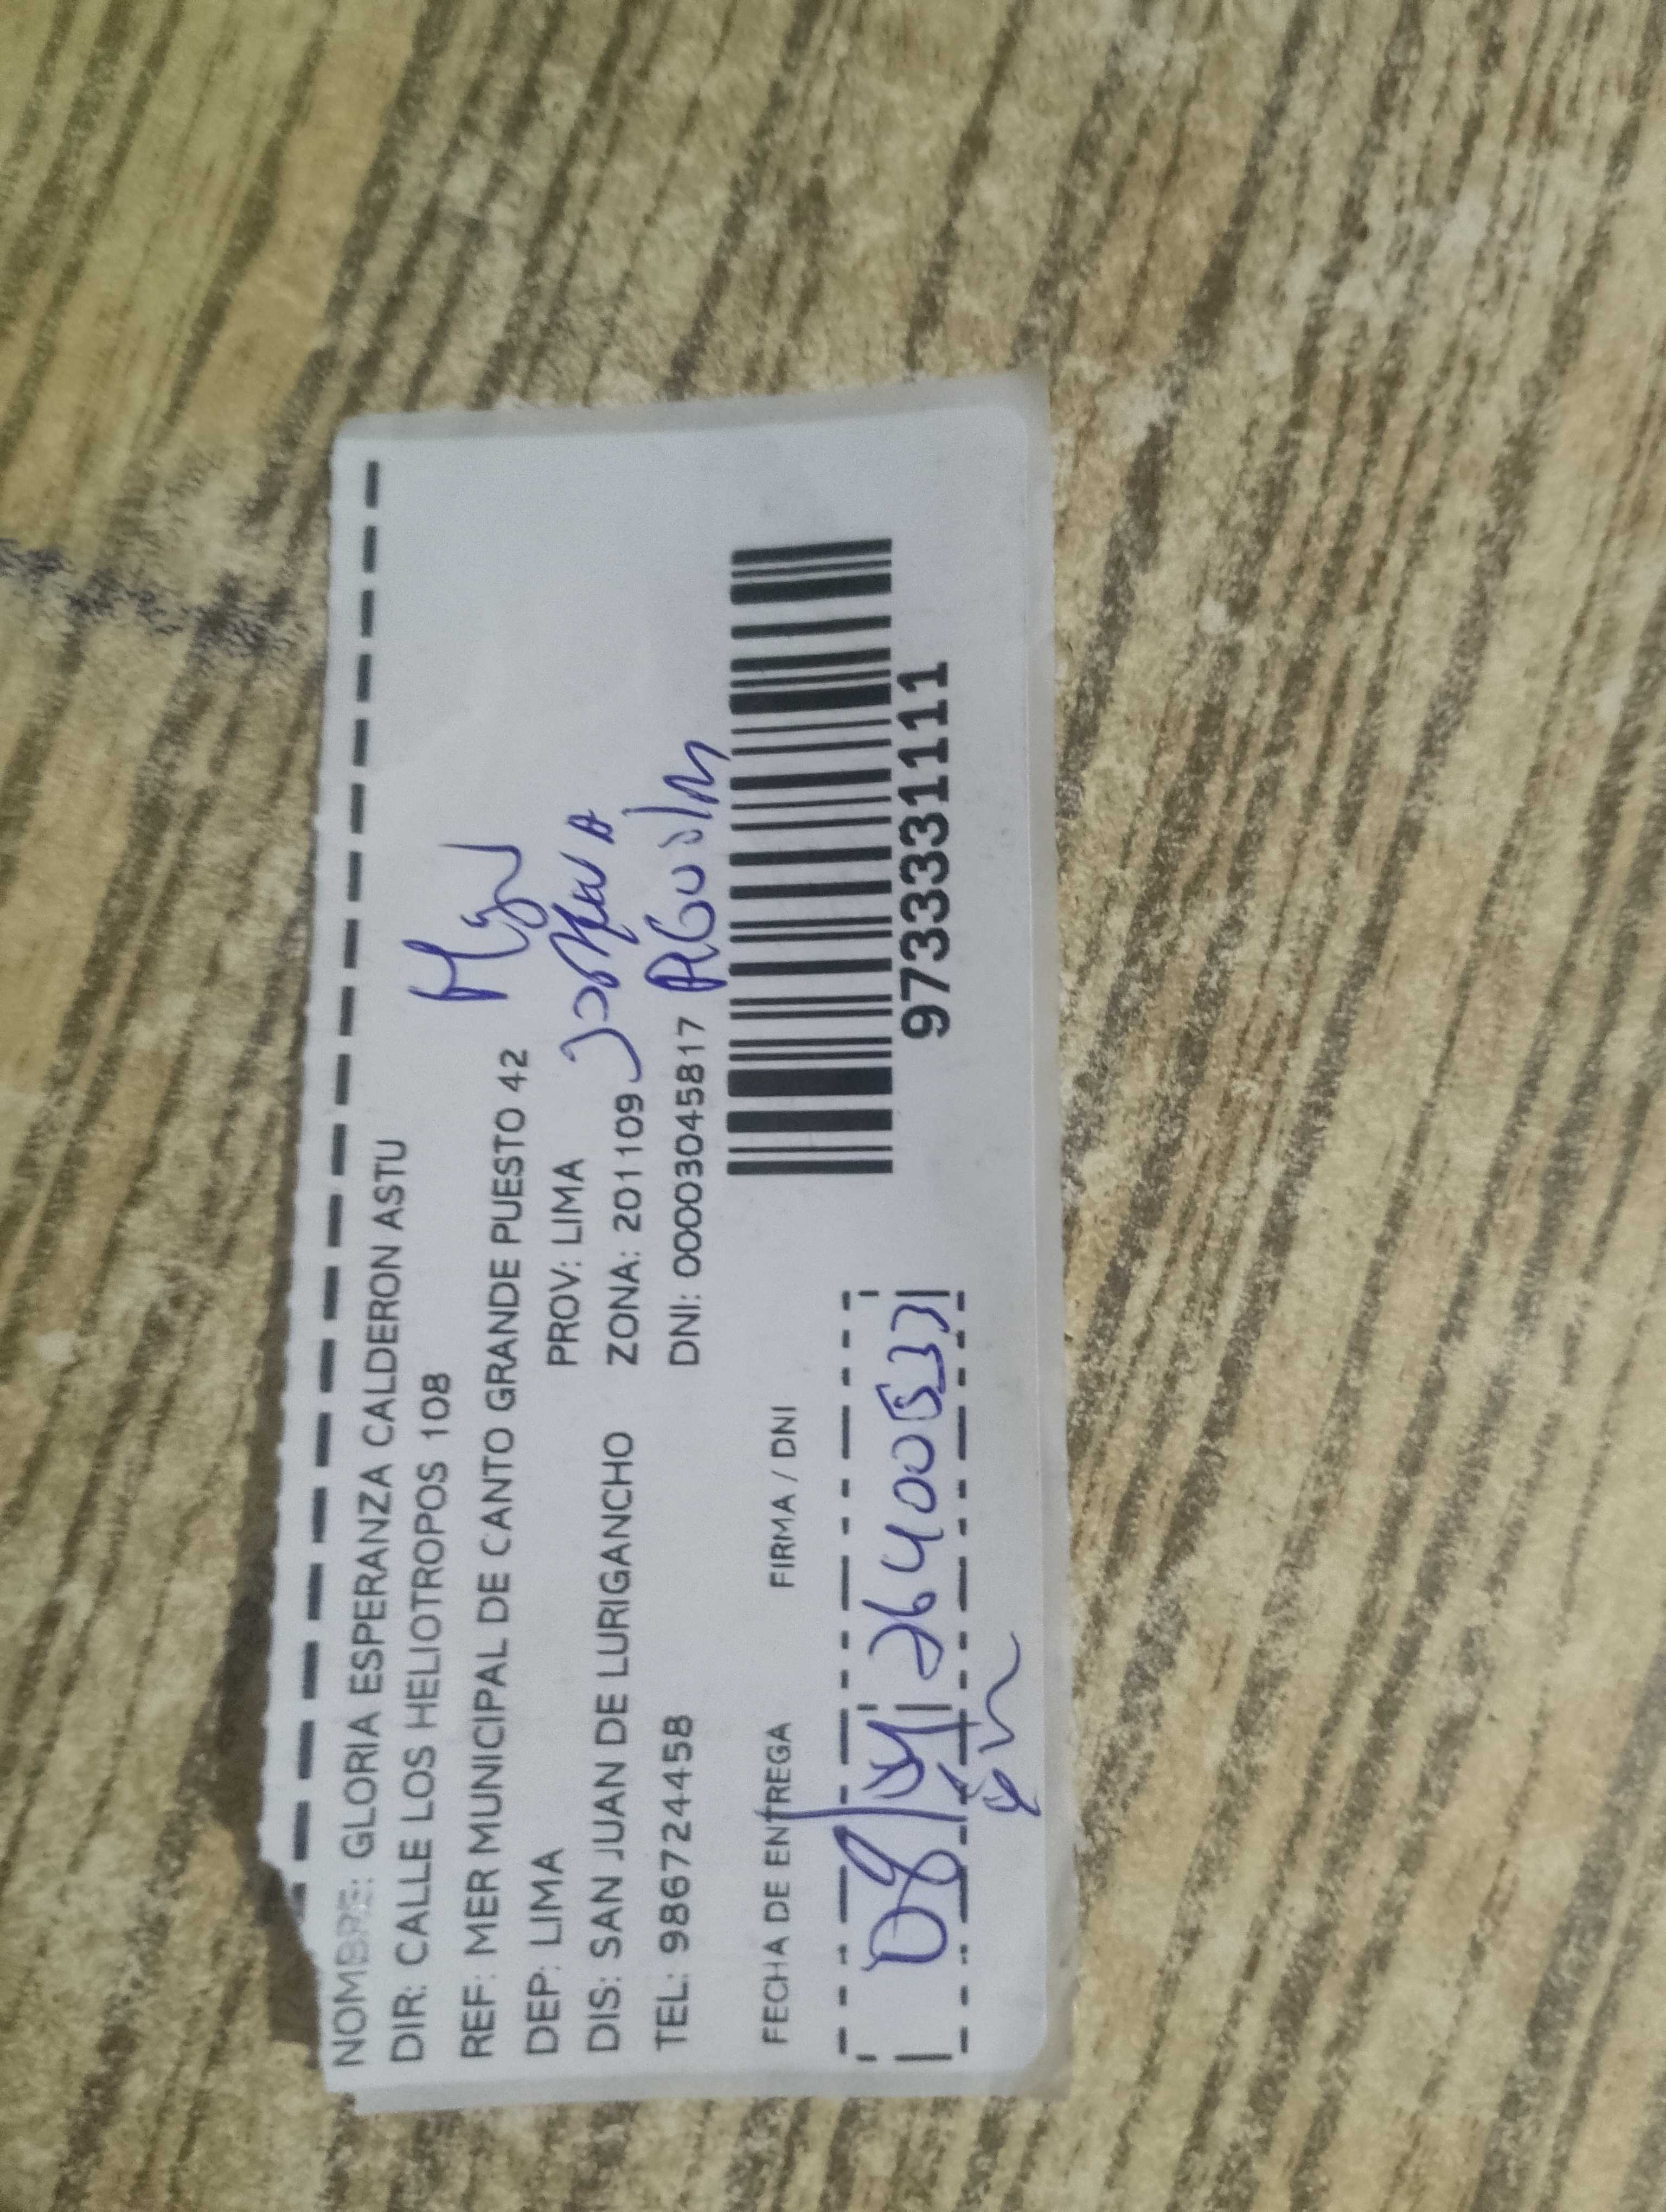 NOMBRE: GLORIA ESPERANZA CALDERON ASTU
DIR: CALLE LOS HELIOTROPOS 108
REF: MER MUNICIPAL DE CANTO GRANDE PUESTO 42
DEP: LIMA PROV: LIMA
DIS: SAN JUAN DE LURIGANCHO ZONA: 201109
TEL: 986724458 DNI: 00003045817
FECHA DE ENTREGA FIRMA / DNI
08
9733331111